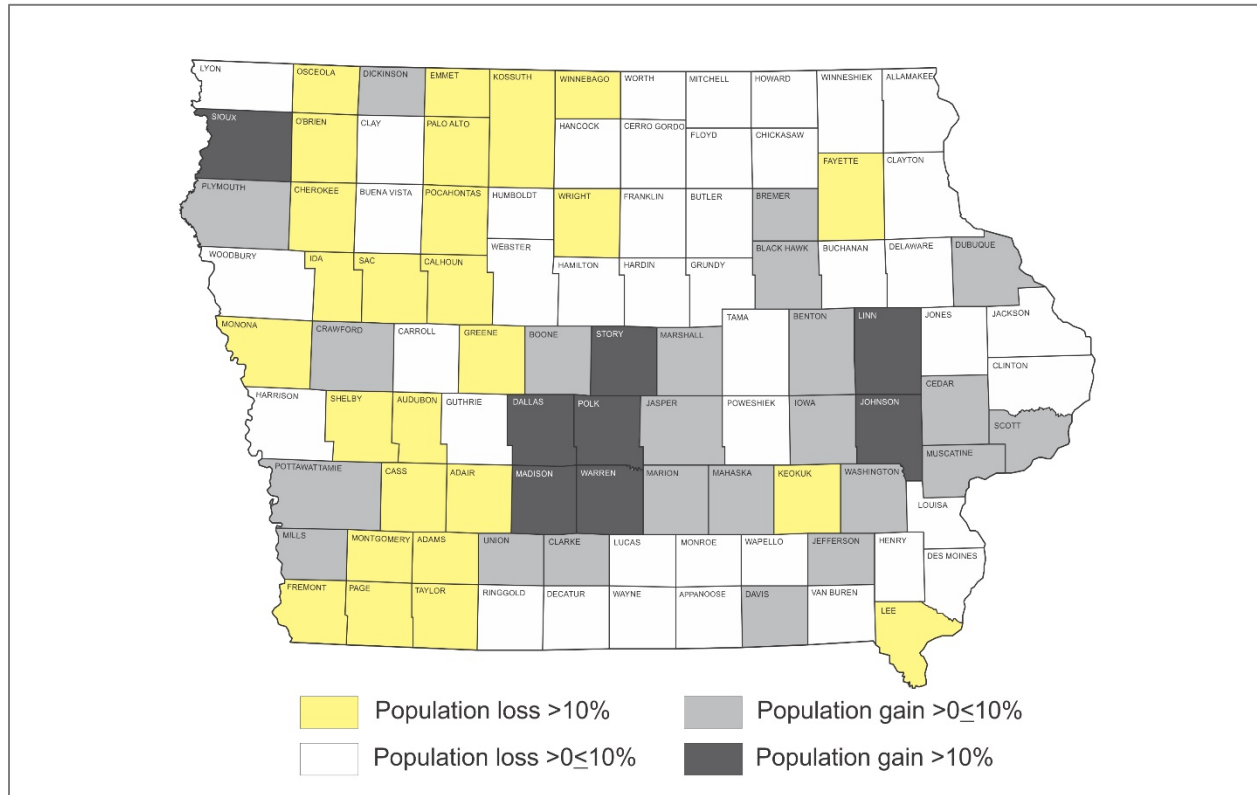 LYON
OSCEOLA
DICKINSON
EMMET
KOSSUTH
WINNEBAGO
WORTH
MITCHELL
HOWARD
WINNESHIEK
ALLAMAKEE
SIOUX
O'BRIEN
CLAY
PALO ALTO
HANCOCK
CERRO GORDO
FLOYD
CHICKASAW
FAYETTE
CLAYTON
PLYMOUTH
CHEROKEE
BUENA VISTA
POCAHONTAS
HUMBOLDT
WRIGHT
FRANKLIN
BUTLER
BREMER
WOODBURY
IDA
SAC
CALHOUN
WEBSTER
HAMILTON
HARDIN
GRUNDY
BLACK HAWK
BUCHANAN
DELAWARE
DUBUQUE
MONONA
CRAWFORD
CARROLL
GREENE
BOONE
STORY
MARSHALL
TAMA
BENTON
LINN
JONES
JACKSON
CLINTON
CEDAR
HARRISON
SHELBY
AUDUBON
GUTHRIE
DALLAS
POLK
JASPER
POWESHIEK
IOWA
JOHNSON
SCOTT
MUSCATINE
POTTAWATTAMIE
CASS
ADAIR
MADISON
WARREN
MARION
MAHASKA
KEOKUK
WASHINGTON
LOUISA
MILLS
MONTGOMERY
ADAMS
UNION
CLARKE
LUCAS
MONROE
WAPELLO
JEFFERSON
HENRY
DES MOINES
FREMONT
PAGE
TAYLOR
RINGGOLD
DECATUR
WAYNE
APPANOOSE
DAVIS
VAN BUREN
LEE
Population loss >10%
Population gain >0≤10%
Population loss >0≤10%
Population gain >10%